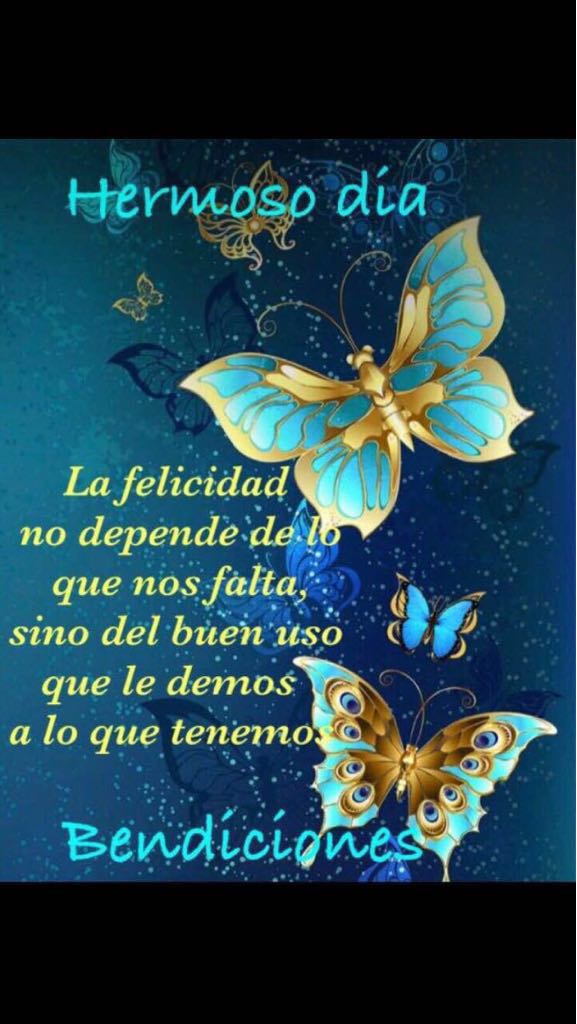 Hermoso día
La felicidad
no depende de lo
que nos falta,
sino del buen uso
que le demos
a lo que tenemos
Bendiciones